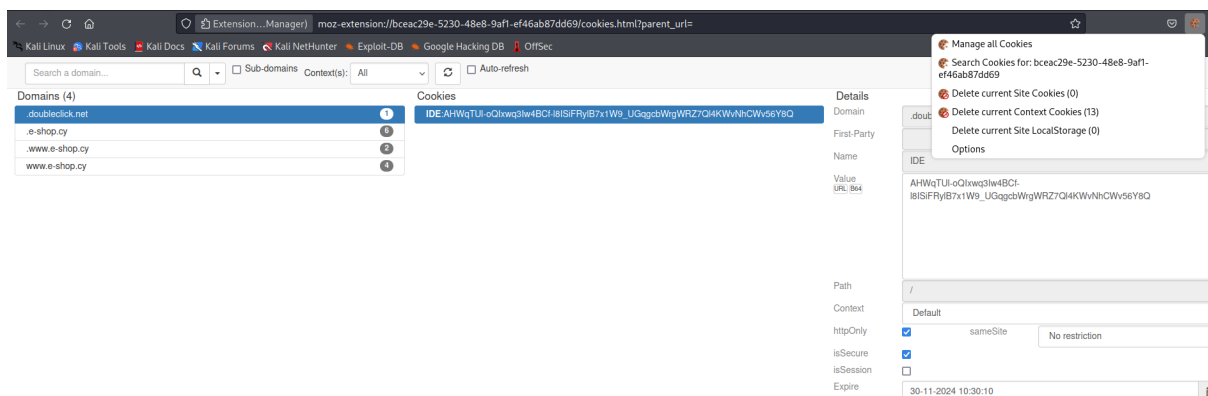 Extension...Manager) moz-extension://bceac29e-5230-48e8-9af1-ef46ab87dd69/cookies.html?parent_url=
Kali Linux Kali Tools Kali Docs Kali Forums Kali NetHunter Exploit-DB Google Hacking DB OffSec
Manage all Cookies
Search Cookies for: bceac29e-5230-48e8-9af1-
ef46ab87dd69
Delete current Site Cookies (0)
Delete current Context Cookies (13)
Delete current Site LocalStorage (0)
Options
Search a domain... Sub-domains Context(s): All Auto-refresh
Domains (4)
.doubleclick.net 1
.e-shop.cy 6
.www.e-shop.cy 2
www.e-shop.cy 4
Cookies
IDE:AHWqTUl-oQIxwq3Iw4BCf-I8ISiFRyIB7x1W9_UGqgcbWrgWRZ7Ql4KWvNhCWv56Y8Q
Details
Domain .doub
First-Party
Name IDE
Value
URL B64
AHWqTUl-oQIxwq3Iw4BCf-
I8ISiFRyIB7x1W9_UGqgcbWrgWRZ7Ql4KWvNhCWv56Y8Q
Path /
Context Default
httpOnly sameSite No restriction
isSecure
isSession
Expire 30-11-2024 10:30:10